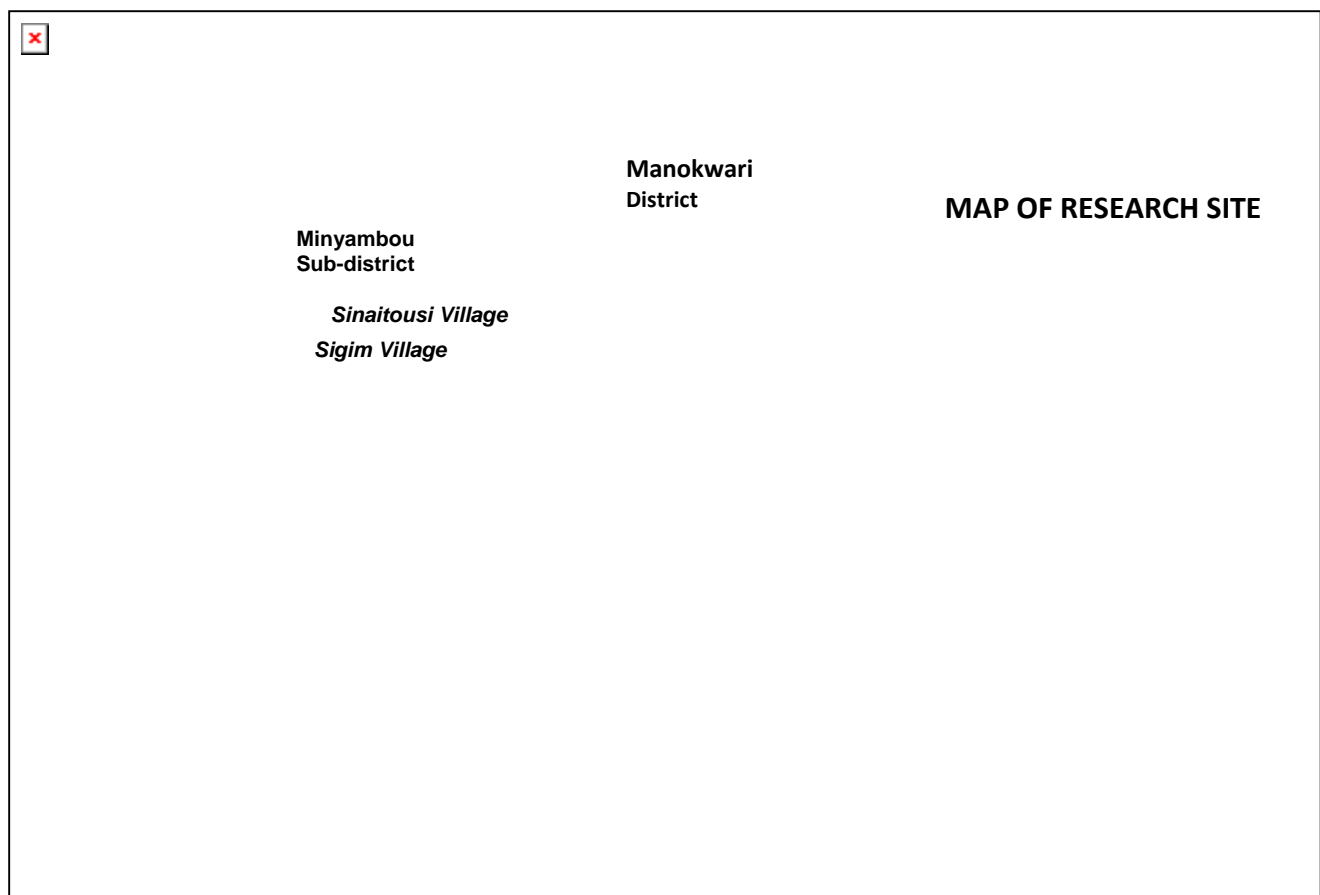 Manokwari
District
MAP OF RESEARCH SITE
Minyambou
Sub-district
Sinaitousi Village
Sigim Village